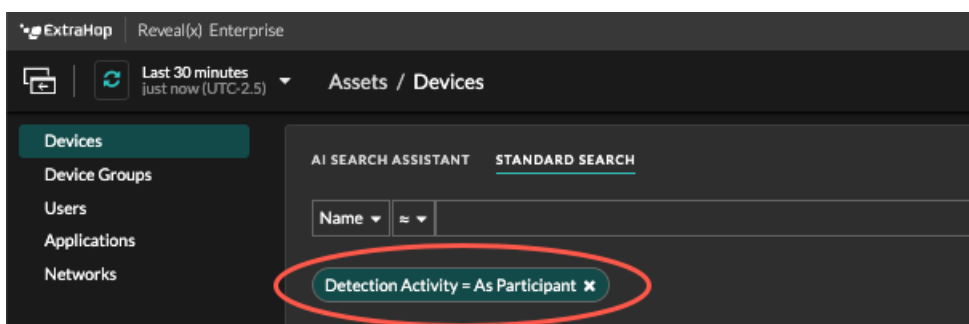 ExtraHop Reveal(x) Enterprise
Last 30 minutes
just now (UTC-2.5)
Assets / Devices
Devices
Device Groups
Users
Applications
Networks
AI SEARCH ASSISTANT STANDARD SEARCH
Name ≈
Detection Activity = As Participant ×